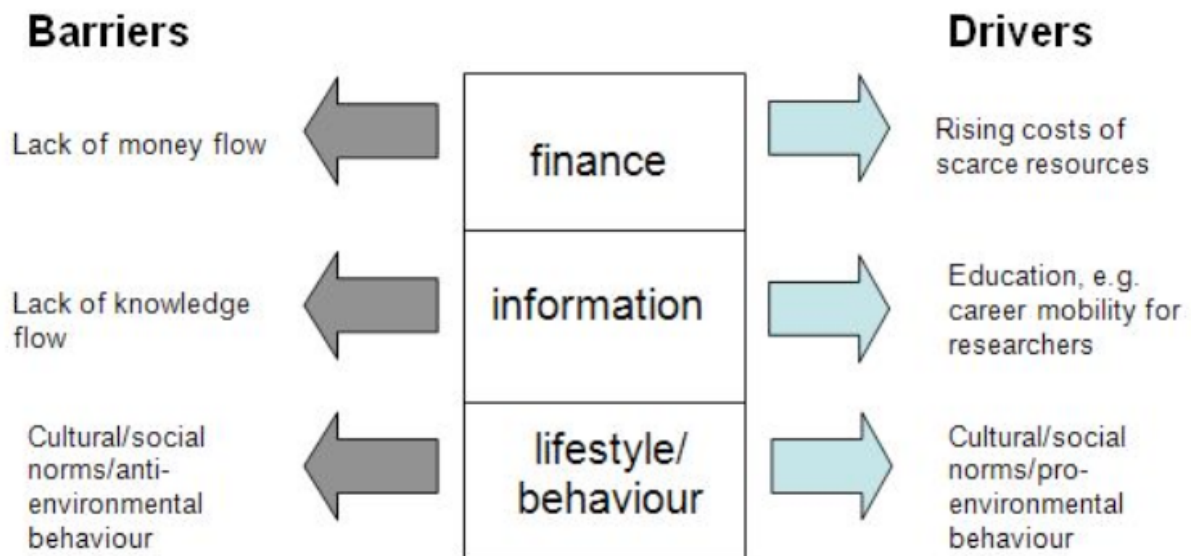 Barriers
Drivers
Lack of money flow
finance
Rising costs of
scarce resources
Lack of knowledge
flow
information
Education, e.g.
career mobility for
researchers
Cultural/social
norms/anti-
environmental
behaviour
lifestyle/
behaviour
Cultural/social
norms/pro-
environmental
behaviour